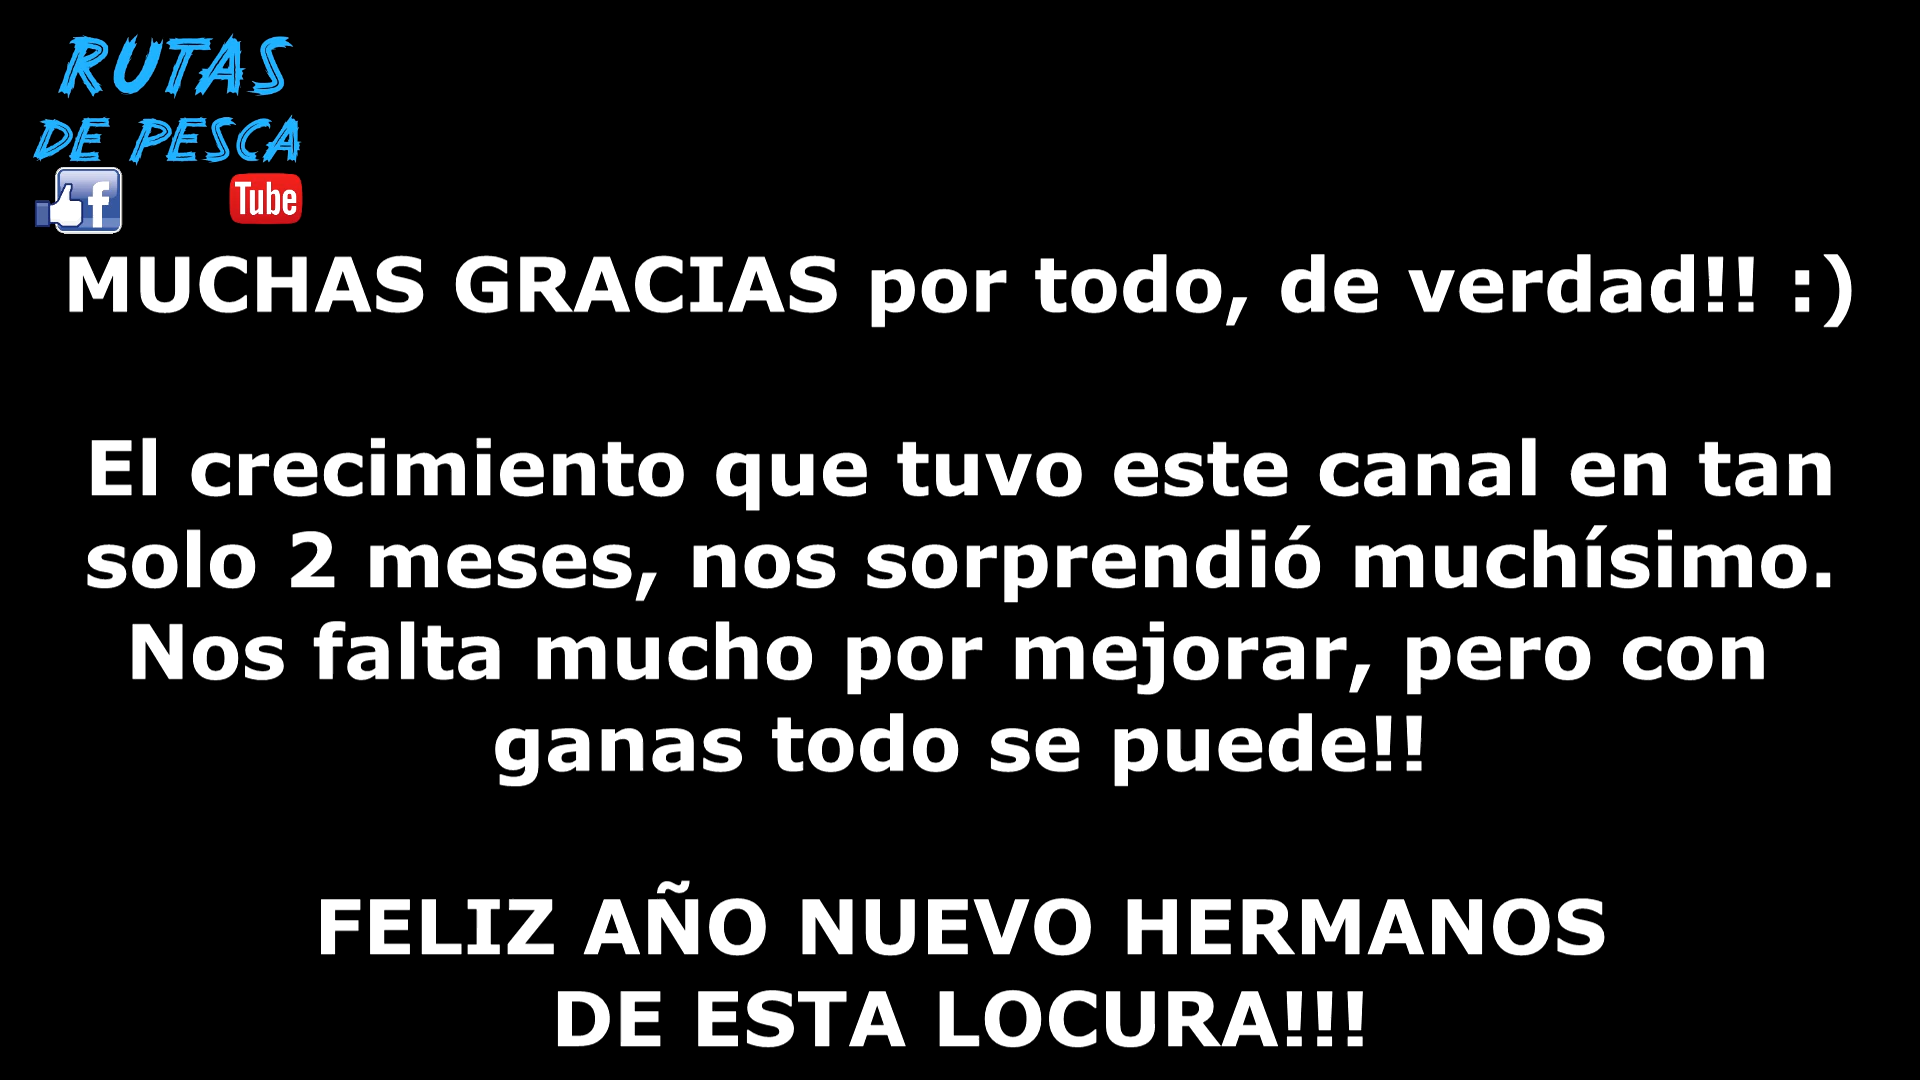 RUTAS
DE PESCA
f
Tube
MUCHAS GRACIAS por todo, de verdad!! :)
El crecimiento que tuvo este canal en tan
solo 2 meses, nos sorprendió muchísimo.
Nos falta mucho por mejorar, pero con
ganas todo se puede!!
FELIZ AÑO NUEVO HERMANOS
DE ESTA LOCURA!!!